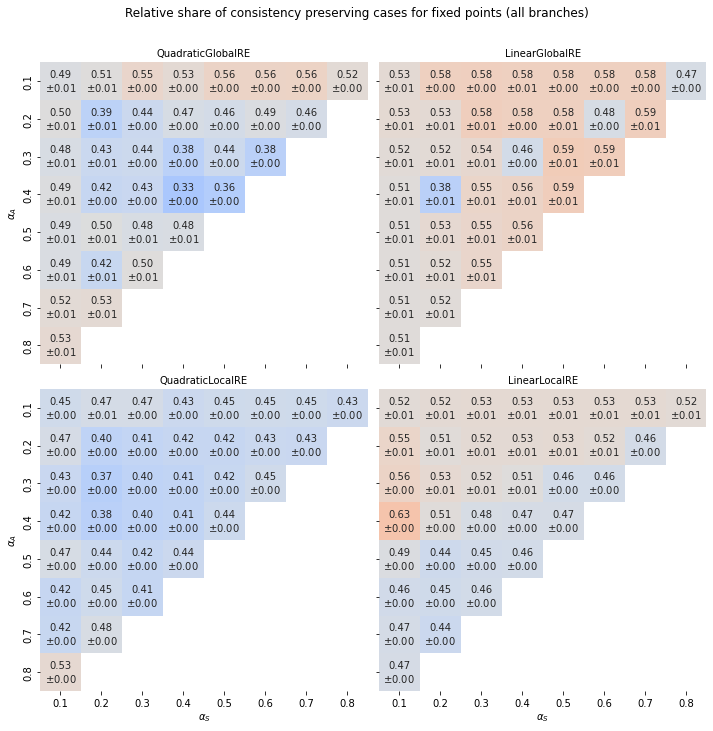 Relative share of consistency preserving cases for fixed points (all branches)
QuadraticGlobalRE
LinearGlobalRE
0.1
0.49 0.51 0.55 0.53 0.56 0.56 0.56 0.52
±0.01 ±0.01 ±0.00 ±0.00 ±0.00 ±0.00 ±0.00 ±0.00
0.53 0.58 0.58 0.58 0.58 0.58 0.58 0.47
±0.01 ±0.00 ±0.00 ±0.00 ±0.00 ±0.00 ±0.00 ±0.00
0.2
0.50 0.39 0.44 0.47 0.46 0.49 0.46
±0.01 ±0.01 ±0.00 ±0.00 ±0.00 ±0.00 ±0.00
0.53 0.53 0.58 0.58 0.58 0.48 0.59
±0.01 ±0.01 ±0.01 ±0.01 ±0.01 ±0.00 ±0.01
0.3
0.48 0.43 0.44 0.38 0.44 0.38
±0.01 ±0.01 ±0.00 ±0.00 ±0.00 ±0.00
0.52 0.52 0.54 0.46 0.59 0.59
±0.01 ±0.01 ±0.01 ±0.00 ±0.01 ±0.01
0.4
0.49 0.42 0.43 0.33 0.36
±0.01 ±0.00 ±0.00 ±0.00 ±0.00
0.51 0.38 0.55 0.56 0.59
±0.01 ±0.01 ±0.01 ±0.01 ±0.01
α_A
0.5
0.49 0.50 0.48 0.48
±0.01 ±0.01 ±0.01 ±0.01
0.51 0.53 0.55 0.56
±0.01 ±0.01 ±0.01 ±0.01
0.6
0.49 0.42 0.50
±0.01 ±0.01 ±0.01
0.51 0.52 0.55
±0.01 ±0.01 ±0.01
0.7
0.52 0.53
±0.01 ±0.01
0.51 0.52
±0.01 ±0.01
0.8
0.53
±0.01
0.51
±0.01
QuadraticLocalRE
LinearLocalRE
0.1
0.45 0.47 0.47 0.43 0.45 0.45 0.45 0.43
±0.00 ±0.01 ±0.01 ±0.00 ±0.00 ±0.00 ±0.00 ±0.00
0.52 0.52 0.53 0.53 0.53 0.53 0.53 0.52
±0.01 ±0.01 ±0.01 ±0.01 ±0.01 ±0.01 ±0.01 ±0.01
0.2
0.47 0.40 0.41 0.42 0.42 0.43 0.43
±0.00 ±0.00 ±0.00 ±0.00 ±0.00 ±0.00 ±0.00
0.55 0.51 0.52 0.53 0.53 0.52 0.46
±0.01 ±0.01 ±0.01 ±0.01 ±0.01 ±0.01 ±0.00
0.3
0.43 0.37 0.40 0.41 0.42 0.45
±0.00 ±0.00 ±0.00 ±0.00 ±0.00 ±0.00
0.56 0.53 0.52 0.51 0.46 0.46
±0.00 ±0.01 ±0.01 ±0.01 ±0.00 ±0.00
0.4
0.42 0.38 0.40 0.41 0.44
±0.00 ±0.00 ±0.00 ±0.00 ±0.00
0.63 0.51 0.48 0.47 0.47
±0.00 ±0.00 ±0.00 ±0.00 ±0.00
α_A
0.5
0.47 0.44 0.42 0.44
±0.00 ±0.00 ±0.00 ±0.00
0.49 0.44 0.45 0.46
±0.00 ±0.00 ±0.00 ±0.00
0.6
0.42 0.45 0.41
±0.00 ±0.00 ±0.00
0.46 0.45 0.46
±0.00 ±0.00 ±0.00
0.7
0.42 0.48
±0.00 ±0.00
0.47 0.44
±0.00 ±0.00
0.8
0.53
±0.00
0.47
±0.00
0.1 0.2 0.3 0.4 0.5 0.6 0.7 0.8
0.1 0.2 0.3 0.4 0.5 0.6 0.7 0.8
α_S
α_S